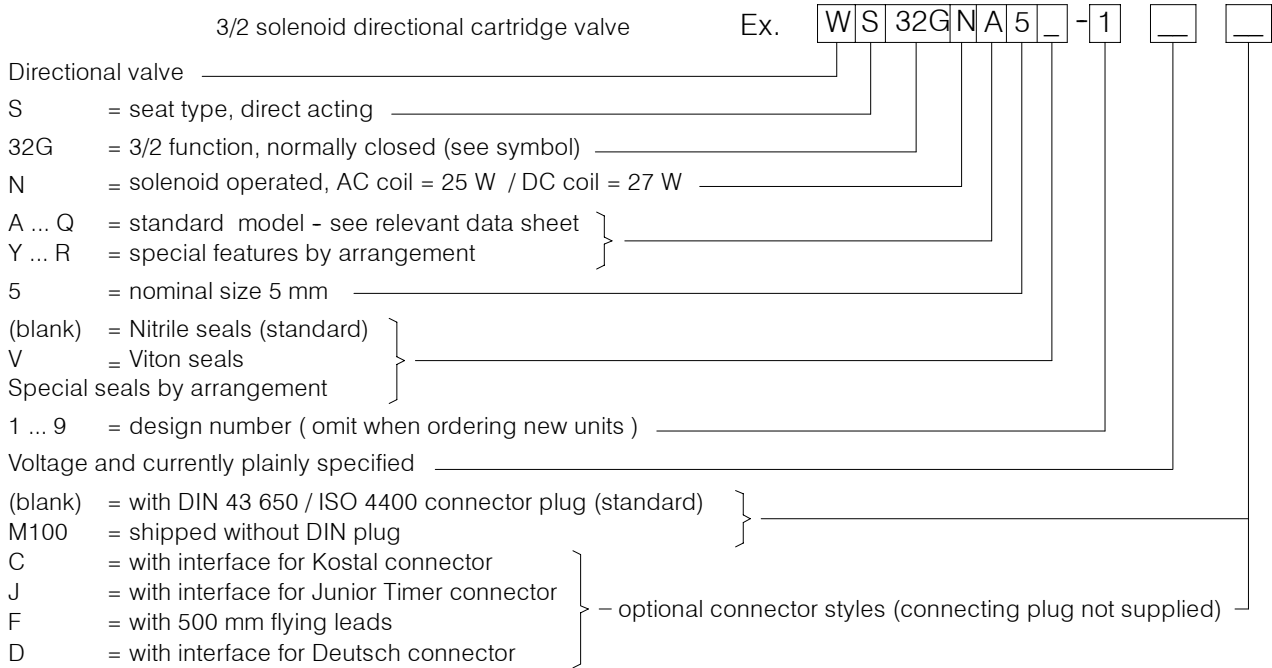 3/2 solenoid directional cartridge valve Ex. W S 32G N A 5 _ - 1 __ __
Directional valve
S = seat type, direct acting
32G = 3/2 function, normally closed (see symbol)
N = solenoid operated, AC coil = 25 W / DC coil = 27 W
A ... Q = standard model - see relevant data sheet
Y ... R = special features by arrangement
5 = nominal size 5 mm
(blank) = Nitrile seals (standard)
V = Viton seals
Special seals by arrangement
1 ... 9 = design number ( omit when ordering new units )
Voltage and currently plainly specified
(blank) = with DIN 43 650 / ISO 4400 connector plug (standard)
M100 = shipped without DIN plug
C = with interface for Kostal connector
J = with interface for Junior Timer connector
F = with 500 mm flying leads
– optional connector styles (connecting plug not supplied)
D = with interface for Deutsch connector